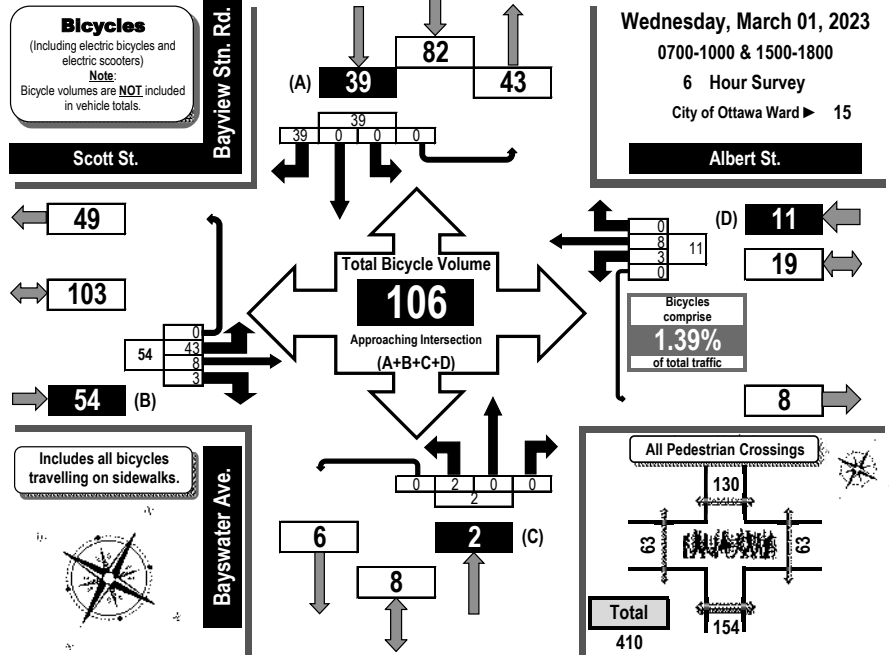 Bicycles
(Including electric bicycles and
electric scooters)
Note:
Bicycle volumes are NOT included
in vehicle totals.
Bayview Stn. Rd.
Scott St.
82
(A)
39
43
39
39
0
0
0
Wednesday, March 01, 2023
0700-1000 & 1500-1800
6 Hour Survey
City of Ottawa Ward ► 15
Albert St.
49
103
54
0
43
8
3
54
(B)
Total Bicycle Volume
106
Approaching Intersection
(A+B+C+D)
0
8
3
0
11
(D)
11
19
Bicycles
comprise
1.39%
of total traffic
8
Includes all bicycles
travelling on sidewalks.
Bayswater Ave.
0
2
0
0
2
6
2
(C)
8
All Pedestrian Crossings
130
63
63
154
Total
410